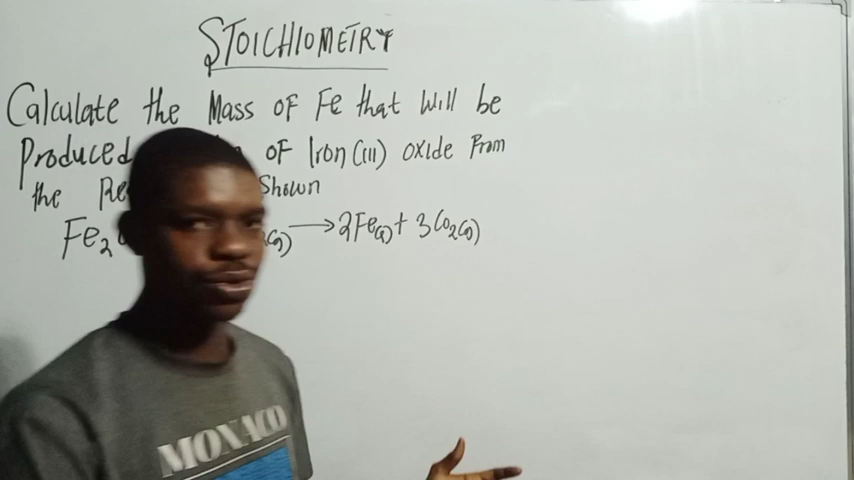 STOICHIOMETRY
Calculate the Mass of Fe that will be
Produced of Iron (III) oxide From
the Shown
Fe₂ → 2Fe(s) + 3CO₂(g)
MONACO